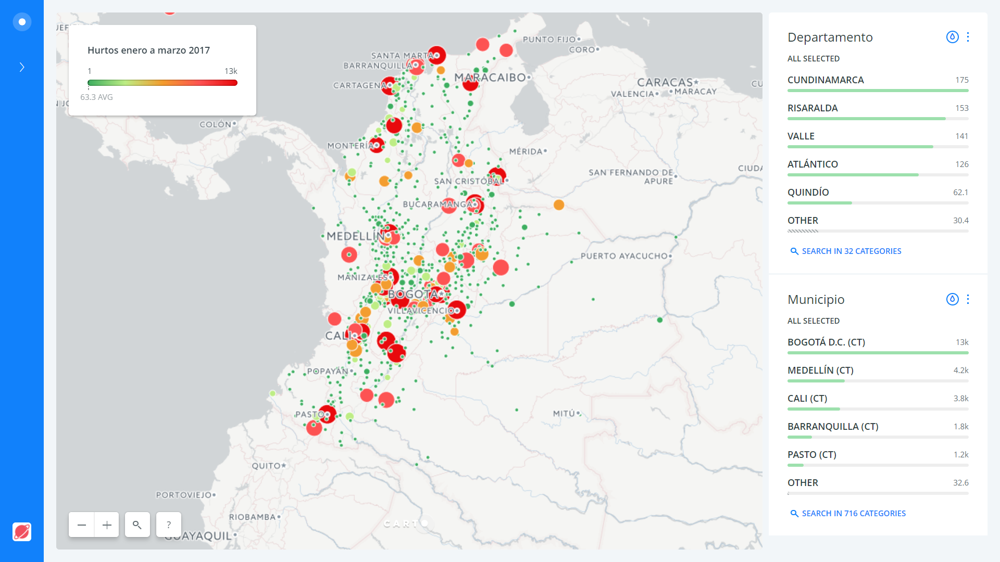 Hurtos enero a marzo 2017
1
13k
63.3 AVG
PUNTO FIJO
CORO
SANTA MARTA
BARRANQUILLA
CARTAGENA
MARACAIBO
CARACAS
VALENCIA
MARACAY
CU
COLÓN
MONTERÍA
MÉRIDA
SAN FERNANDO DE
APURE
CIUDA
SAN CRISTÓBAL
BUCARAMANGA
MEDELLÍN
PUERTO AYACUCHO
MANIZALES
BOGOTÁ
VILLAVICENCIO
CALI
POPAYÁN
PASTO
MITÚ
QUITO
PORTOVIEJO
RIOBAMBA
GUAYAQUIL
CARTO
?
Departamento
ALL SELECTED
CUNDINAMARCA 175
RISARALDA 153
VALLE 141
ATLÁNTICO 126
QUINDÍO 62.1
OTHER 30.4
SEARCH IN 32 CATEGORIES
Municipio
ALL SELECTED
BOGOTÁ D.C. (CT) 13k
MEDELLÍN (CT) 4.2k
CALI (CT) 3.8k
BARRANQUILLA (CT) 1.8k
PASTO (CT) 1.2k
OTHER 32.6
SEARCH IN 716 CATEGORIES